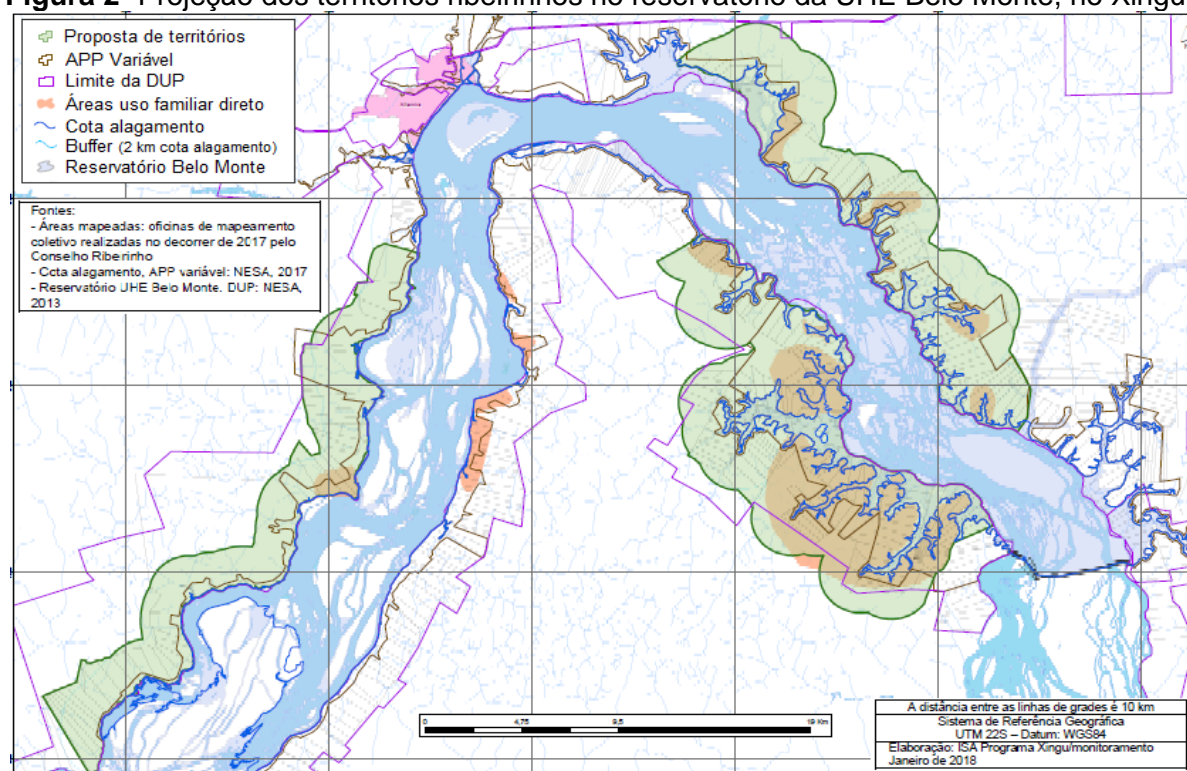 Figura 2- Projeção dos territórios ribeirinhos no reservatório da UHE Belo Monte, no Xingu
Proposta de territórios
APP Variável
Limite da DUP
Áreas uso familiar direto
Cota alagamento
Buffer (2 km cota alagamento)
Reservatório Belo Monte
Fontes:
- Áreas mapeadas: oficinas de mapeamento
coletivo realizadas no decorrer de 2017 pelo
Conselho Ribeirinho
- Cota alagamento, APP variável: NESA, 2017
- Reservatório UHE Belo Monte. DUP: NESA,
2013
0 4,75 9,5 19 Km
A distância entre as linhas de grades é 10 km
Sistema de Referência Geográfica
UTM 22S – Datum: WGS84
Elaboração: ISA Programa Xingu/monitoramento
Janeiro de 2018